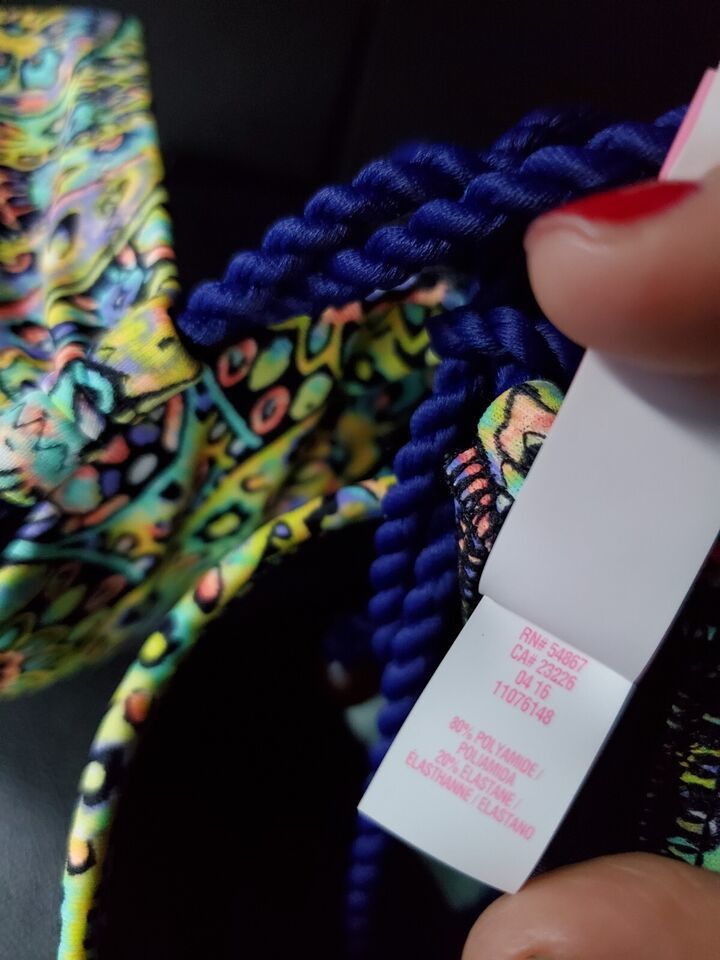 RN# 54867
CA# 23226
04 16
11076148
80% POLYAMIDE /
POLIAMIDA
20% ELASTANE /
ÉLASTHANNE / ELASTANO